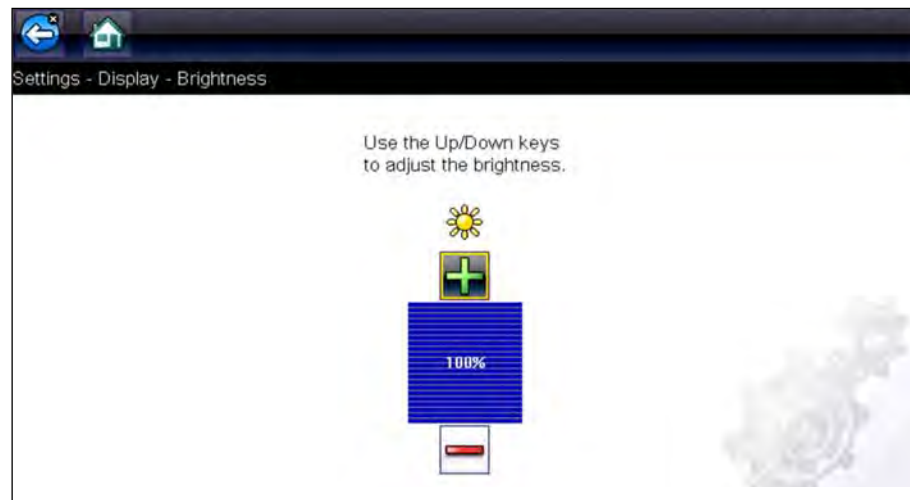 Settings - Display - Brightness
Use the Up/Down keys
to adjust the brightness.
100%